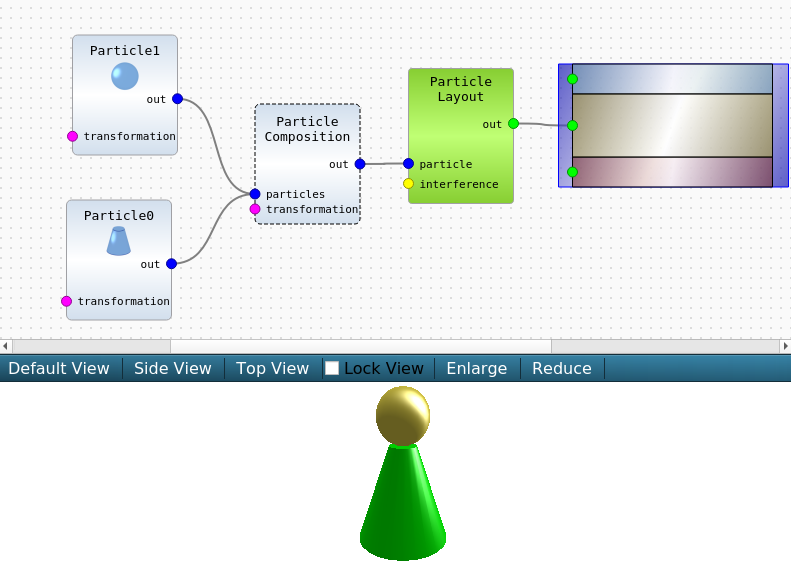 Particle1
out
transformation
Particle0
out
transformation
Particle
Composition
out
particles
transformation
Particle
Layout
out
particle
interference
Default View
Side View
Top View
Lock View
Enlarge
Reduce